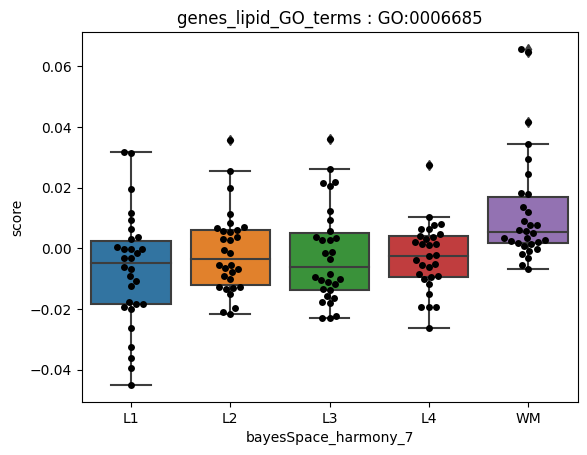 genes_lipid_GO_terms : GO:0006685
0.06
0.04
0.02
0.00
−0.02
−0.04
score
L1 L2 L3 L4 WM
bayesSpace_harmony_7